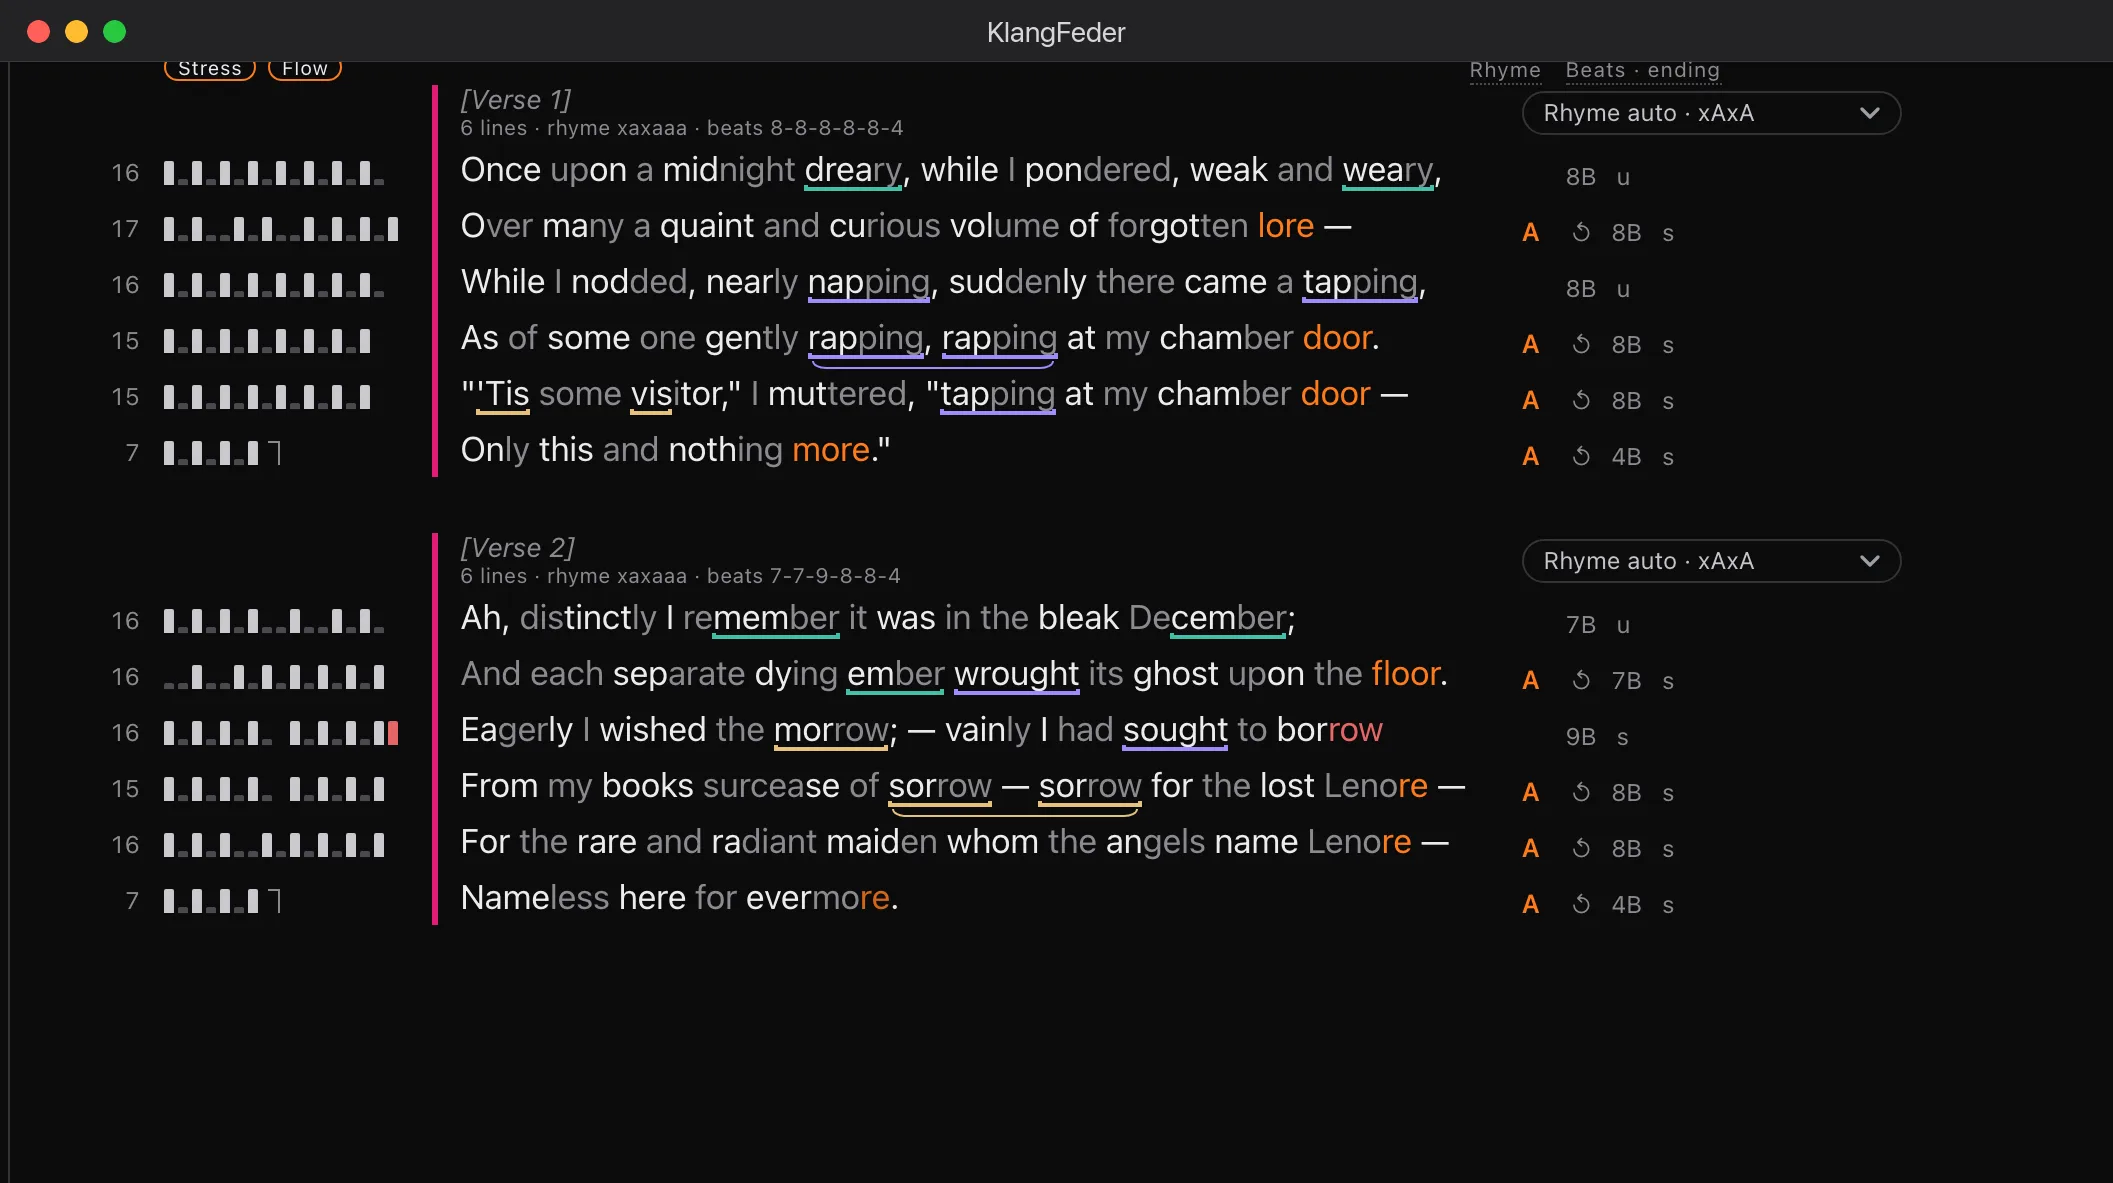 KlangFeder
Stress Flow Rhyme Beats · ending
[Verse 1]
6 lines · rhyme xaxaaa · beats 8-8-8-8-8-4
Rhyme auto · xAxA
16 Once upon a midnight dreary, while I pondered, weak and weary, 8B u
17 Over many a quaint and curious volume of forgotten lore — A 8B s
16 While I nodded, nearly napping, suddenly there came a tapping, 8B u
15 As of some one gently rapping, rapping at my chamber door. A 8B s
15 "'Tis some visitor," I muttered, "tapping at my chamber door — A 8B s
7 Only this and nothing more." A 4B s
[Verse 2]
6 lines · rhyme xaxaaa · beats 7-7-9-8-8-4
Rhyme auto · xAxA
16 Ah, distinctly I remember it was in the bleak December; 7B u
16 And each separate dying ember wrought its ghost upon the floor. A 7B s
16 Eagerly I wished the morrow; — vainly I had sought to borrow 9B s
15 From my books surcease of sorrow — sorrow for the lost Lenore — A 8B s
16 For the rare and radiant maiden whom the angels name Lenore — A 8B s
7 Nameless here for evermore. A 4B s